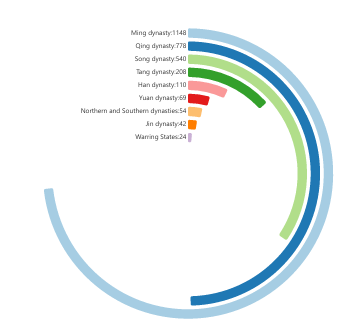 Ming dynasty:1148
Qing dynasty:778
Song dynasty:540
Tang dynasty:208
Han dynasty:110
Yuan dynasty:69
Northern and Southern dynasties:54
Jin dynasty:42
Warring States:24